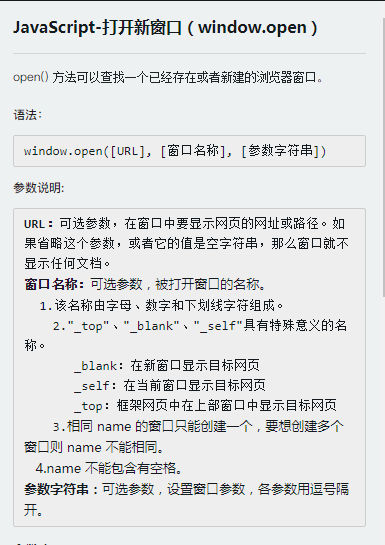 JavaScript-打开新窗口（window.open）
open() 方法可以查找一个已经存在或者新建的浏览器窗口。
语法：
window.open([URL], [窗口名称], [参数字符串])
参数说明:
URL：可选参数，在窗口中要显示网页的网址或路径。如
果省略这个参数，或者它的值是空字符串，那么窗口就不
显示任何文档。
窗口名称：可选参数，被打开窗口的名称。
1.该名称由字母、数字和下划线字符组成。
2."_top"、"_blank"、"_self"具有特殊意义的名
称。
_blank：在新窗口显示目标网页
_self：在当前窗口显示目标网页
_top：框架网页中在上部窗口中显示目标网页
3.相同 name 的窗口只能创建一个，要想创建多个
窗口则 name 不能相同。
4.name 不能包含有空格。
参数字符串：可选参数，设置窗口参数，各参数用逗号隔
开。